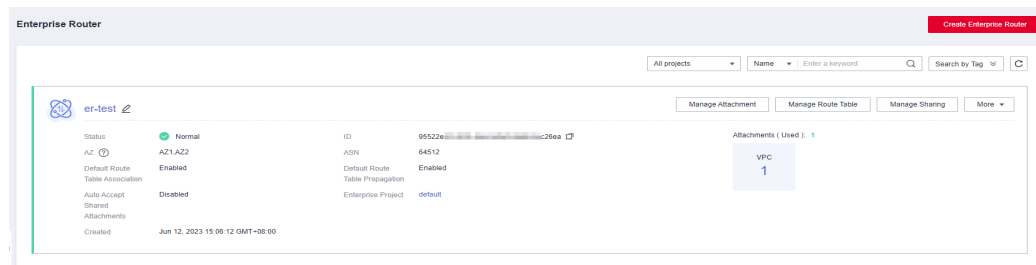 Enterprise Router
Create Enterprise Router
All projects
Name
Enter a keyword.
Search by Tag
er-test
Manage Attachment
Manage Route Table
Manage Sharing
More
Status
Normal
ID
95522e
c26ea
Attachments ( Used ): 1
AZ
AZ1,AZ2
ASN
64512
VPC
1
Default Route
Table Association
Enabled
Default Route
Table Propagation
Enabled
Auto Accept
Shared
Attachments
Disabled
Enterprise Project
default
Created
Jun 12, 2023 15:06:12 GMT+08:00